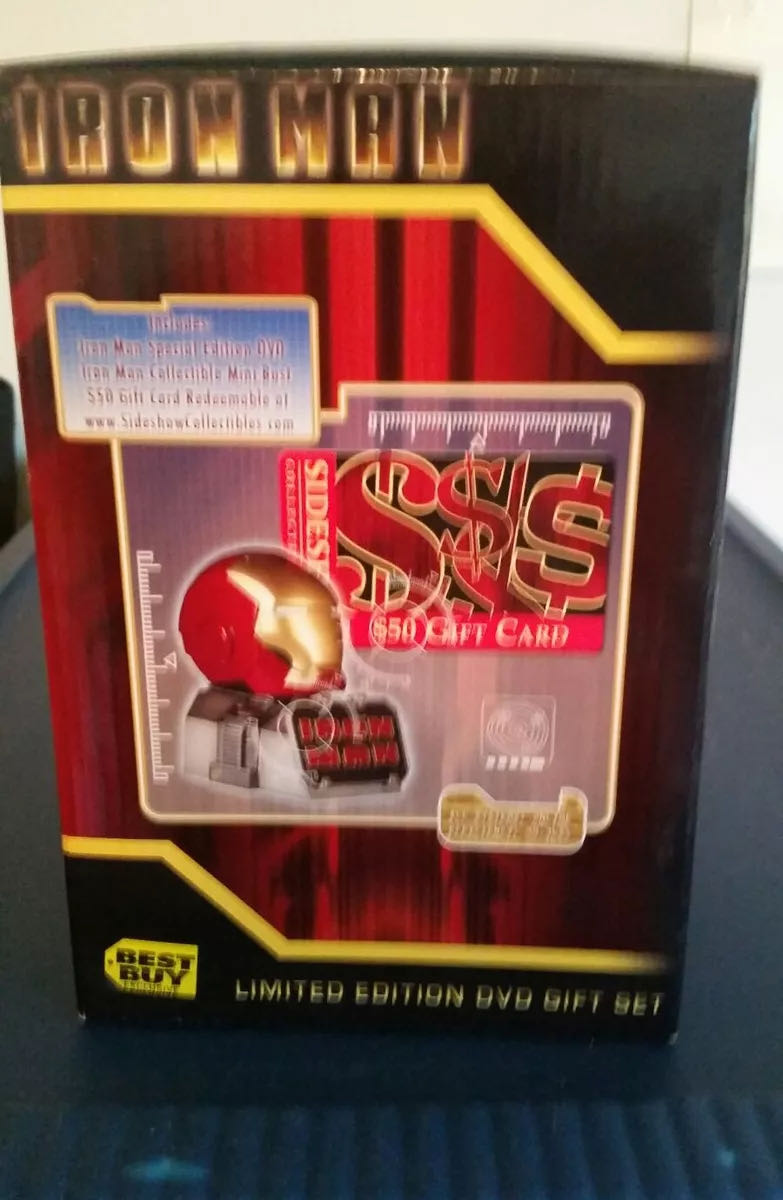 IRON MAN
Includes:
Iron Man Special Edition DVD
Iron Man Collectible Mini Bust
$50 Gift Card Redeemable at
www.SideshowCollectibles.com
$/$
$50 GIFT CARD
IRON
MAN
BEST
BUY
EXCLUSIVE
LIMITED EDITION DVD GIFT SET